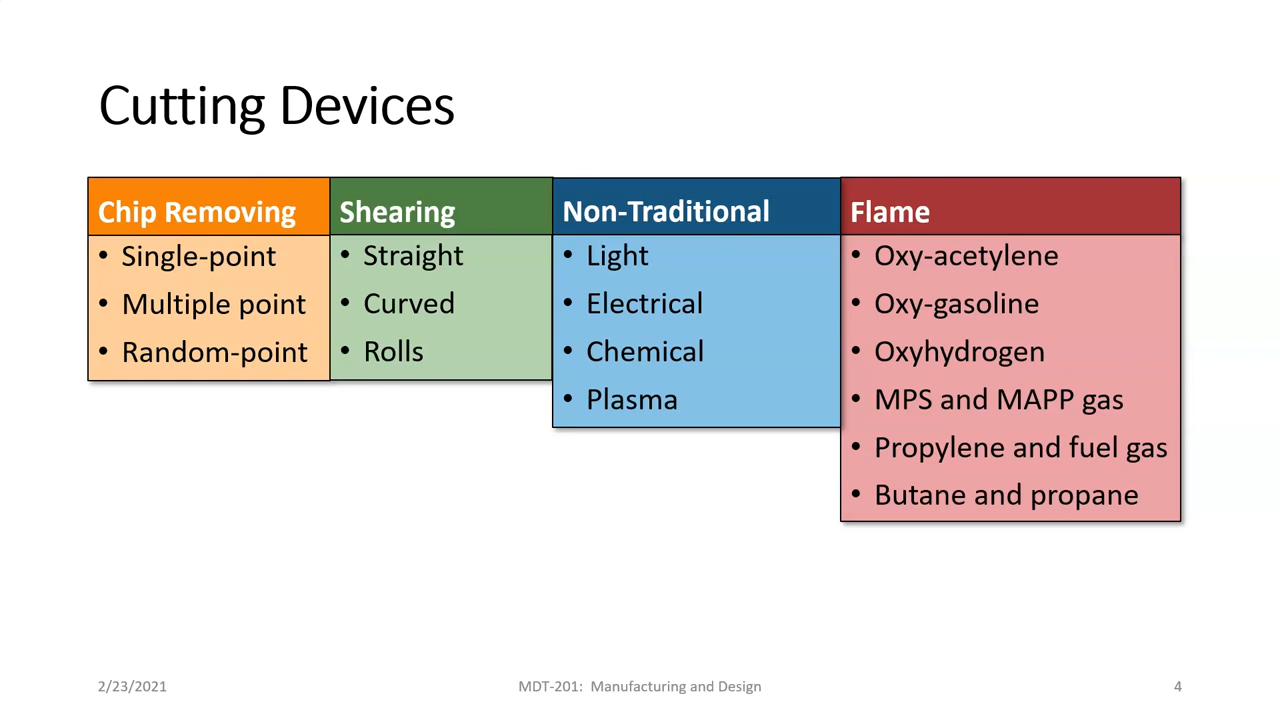 Cutting Devices
Chip Removing
• Single-point
• Multiple point
• Random-point
Shearing
• Straight
• Curved
• Rolls
Non-Traditional
• Light
• Electrical
• Chemical
• Plasma
Flame
• Oxy-acetylene
• Oxy-gasoline
• Oxyhydrogen
• MPS and MAPP gas
• Propylene and fuel gas
• Butane and propane
2/23/2021
MDT-201: Manufacturing and Design
4